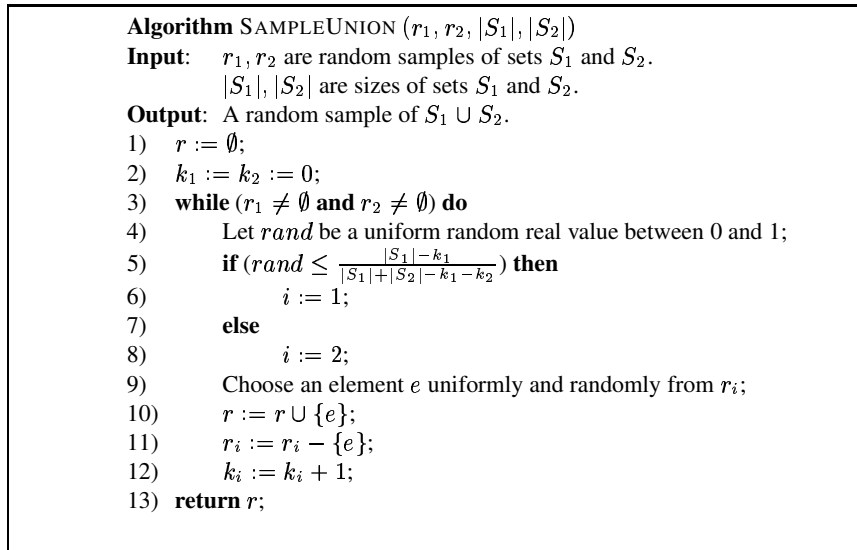 Algorithm SAMPLEUNION (r₁, r₂, |S₁|, |S₂|)
Input: r₁, r₂ are random samples of sets S₁ and S₂.
|S₁|, |S₂| are sizes of sets S₁ and S₂.
Output: A random sample of S₁ ∪ S₂.
1) r := ∅;
2) k₁ := k₂ := 0;
3) while (r₁ ≠ ∅ and r₂ ≠ ∅) do
4) Let rand be a uniform random real value between 0 and 1;
5) if (rand ≤ (|S₁|−k₁)/(|S₁|+|S₂|−k₁−k₂)) then
6) i := 1;
7) else
8) i := 2;
9) Choose an element e uniformly and randomly from rᵢ;
10) r := r ∪ {e};
11) rᵢ := rᵢ − {e};
12) kᵢ := kᵢ + 1;
13) return r;